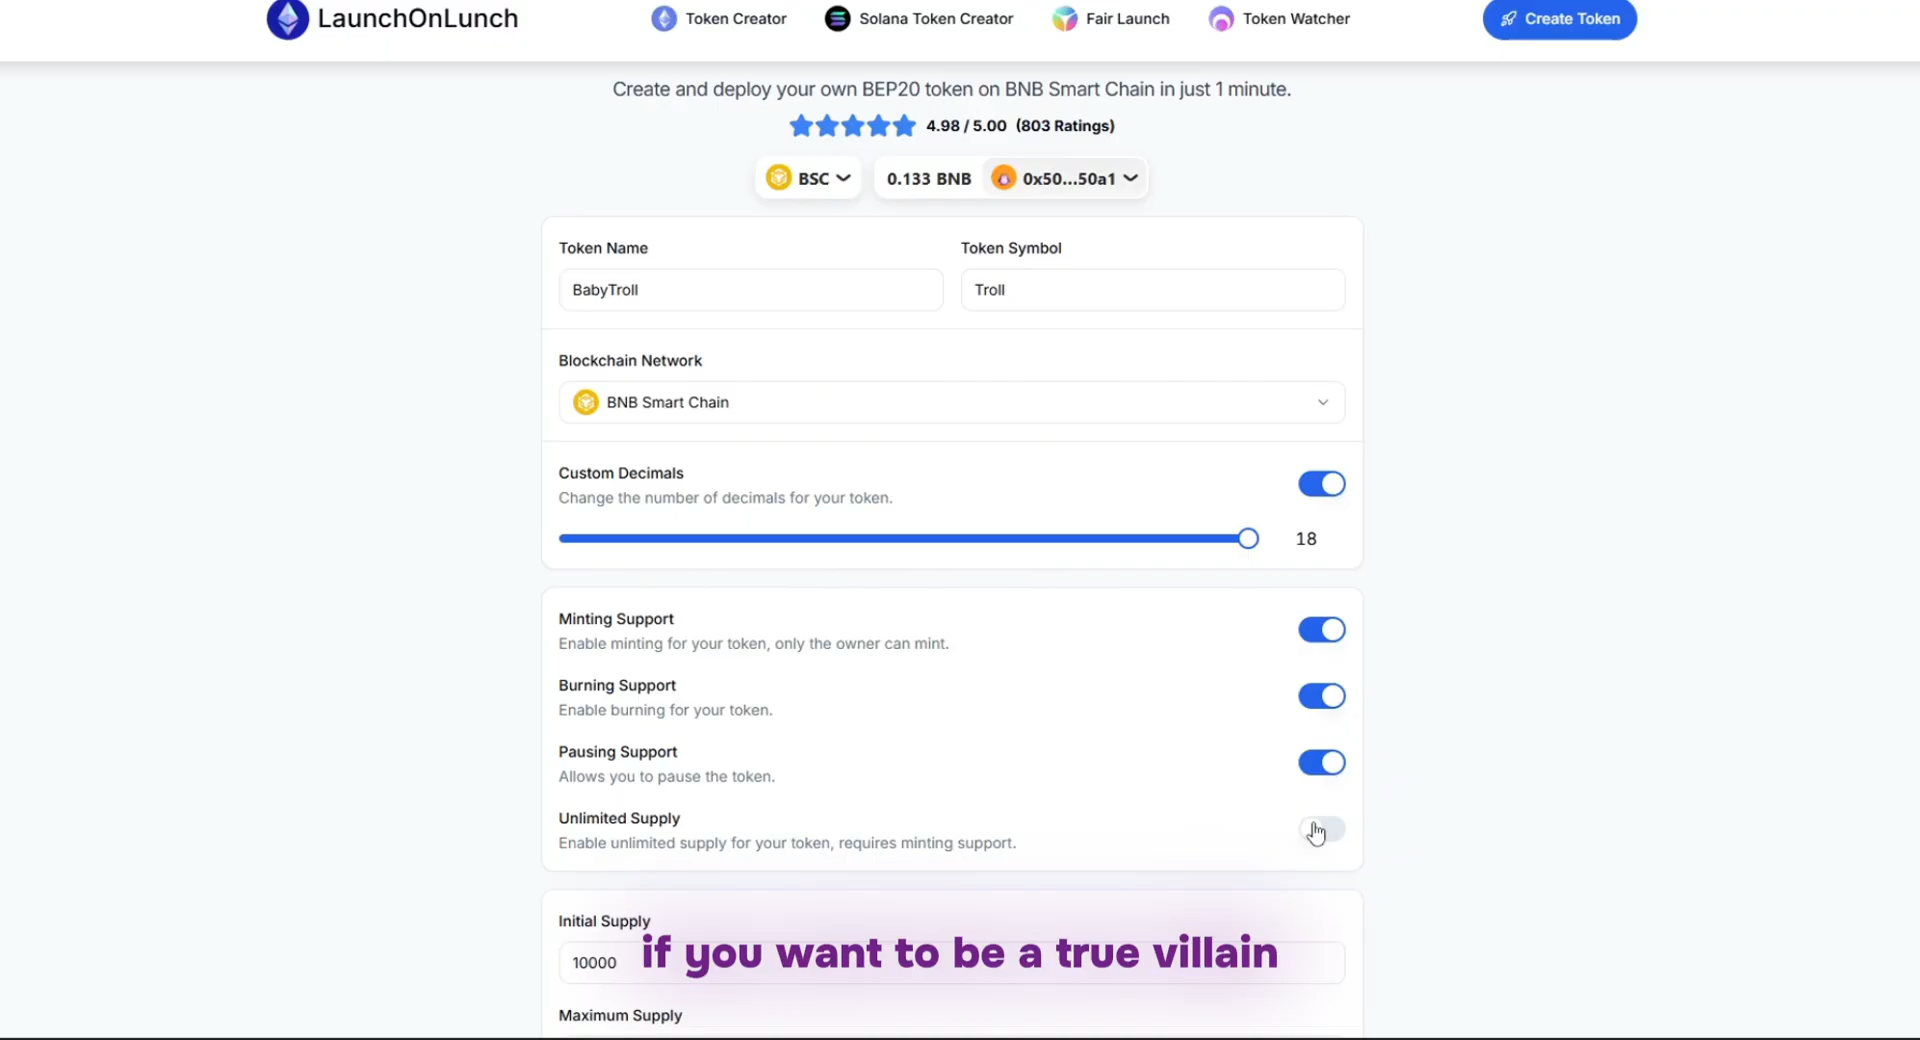 LaunchOnLunch
Token Creator
Solana Token Creator
Fair Launch
Token Watcher
Create Token
Create and deploy your own BEP20 token on BNB Smart Chain in just 1 minute.
4.98 / 5.00 (803 Ratings)
BSC
0.133 BNB
0x50...50a1
Token Name
Token Symbol
BabyTroll
Troll
Blockchain Network
BNB Smart Chain
Custom Decimals
Change the number of decimals for your token.
18
Minting Support
Enable minting for your token, only the owner can mint.
Burning Support
Enable burning for your token.
Pausing Support
Allows you to pause the token.
Unlimited Supply
Enable unlimited supply for your token, requires minting support.
Initial Supply
10000
if you want to be a true villain
Maximum Supply